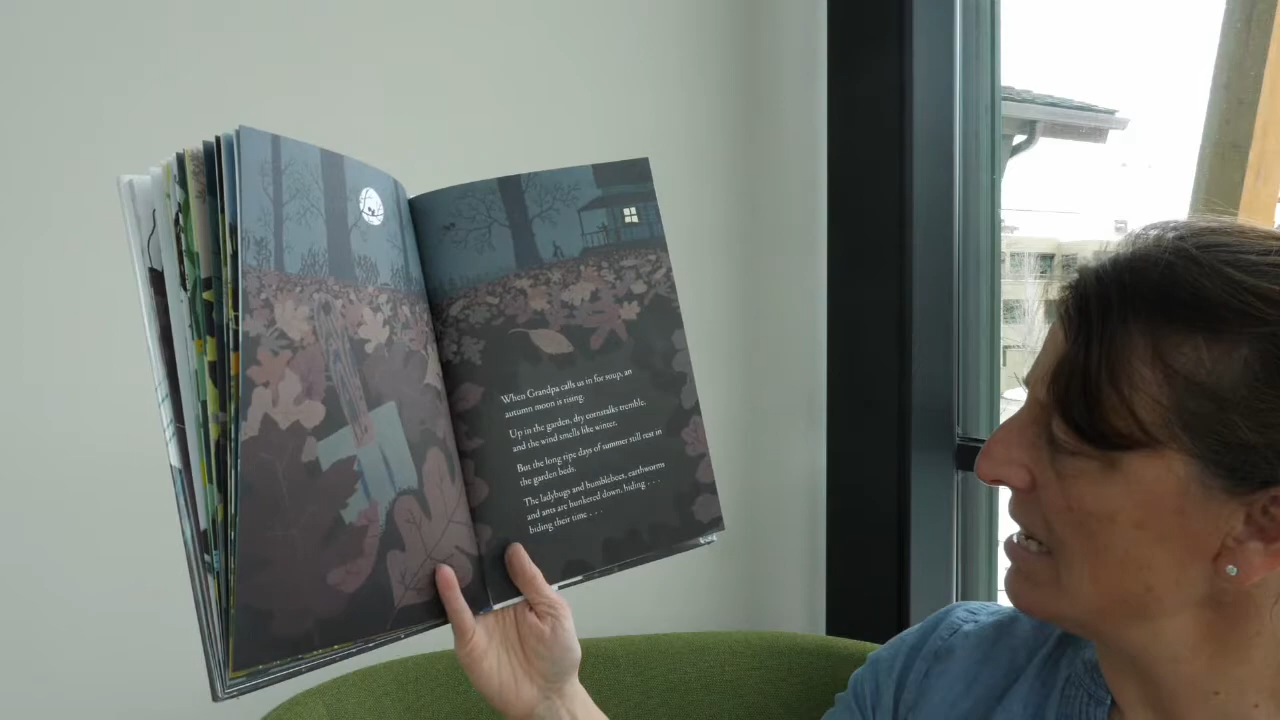 When Grandpa calls us in for soup, an
autumn moon is rising.
Up in the garden, dry cornstalks tremble,
and the wind smells like winter.
But the long ripe days of summer still rest in
the garden beds.
The ladybugs and bumblebees, earthworms
and ants are hunkered down, hiding . . .
biding their time . . .